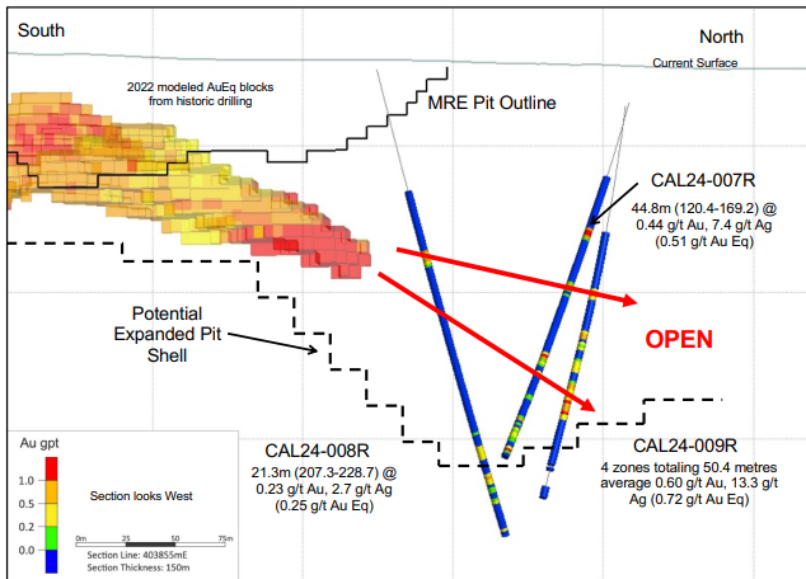 South
North
Current Surface
2022 modeled AuEq blocks
from historic drilling
MRE Pit Outline
CAL24-007R
44.8m (120.4-169.2) @
0.44 g/t Au, 7.4 g/t Ag
(0.51 g/t Au Eq)
Potential
Expanded Pit
Shell
OPEN
CAL24-008R
21.3m (207.3-228.7) @
0.23 g/t Au, 2.7 g/t Ag
(0.25 g/t Au Eq)
CAL24-009R
4 zones totaling 50.4 metres
average 0.60 g/t Au, 13.3 g/t
Ag (0.72 g/t Au Eq)
Au gpt
1.0
0.5
0.2
0.0
Section looks West
0m 25 50 75m
Section Line: 403855mE
Section Thickness: 150m